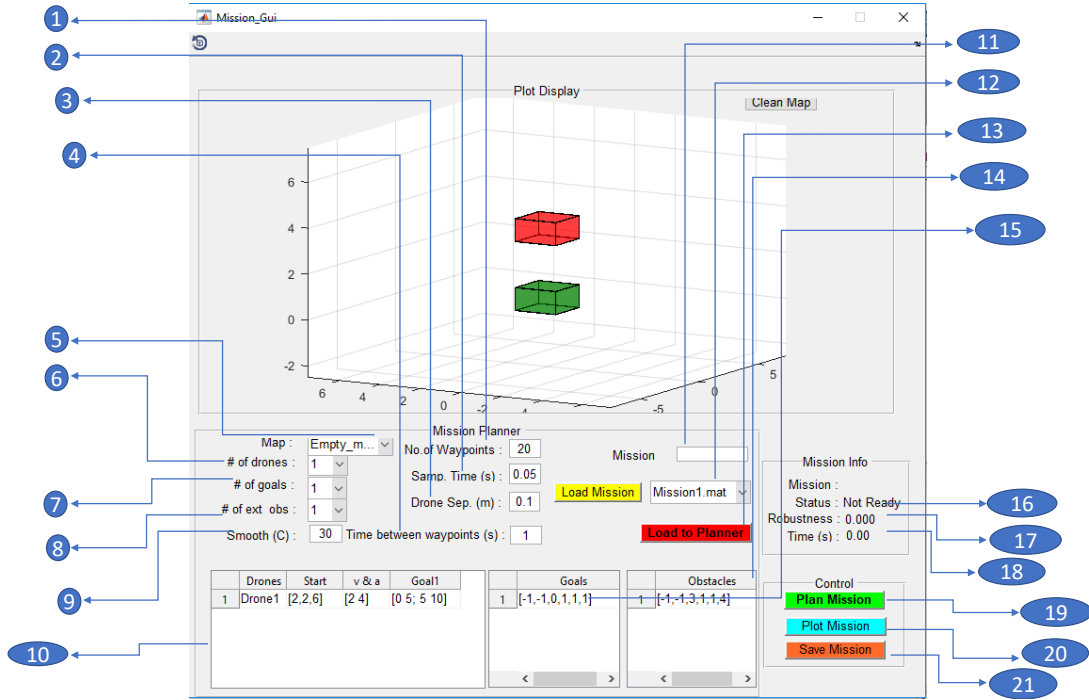 Mission_Gui
Plot Display
Clean Map
6
4
2
0
-2
6
4
2
0
-2
-4
-5
0
5
Mission Planner
Map :
Empty_m...
No.of Waypoints :
20
# of drones :
1
Samp. Time (s) :
0.05
Mission
# of goals :
1
Drone Sep. (m) :
0.1
Load Mission
Mission1.mat
# of ext obs :
1
Smooth (C) :
30
Time between waypoints (s) :
1
Load to Planner
Mission Info
Mission :
Status : Not Ready
Robustness : 0.000
Time (s) : 0.00
Drones Start v & a Goal1
1 Drone1 [2,2,6] [2 4] [0 5; 5 10]
Goals
1 [-1,-1,0,1,1,1]
Obstacles
1 [-1,-1,3,1,1,4]
Control
Plan Mission
Plot Mission
Save Mission
1
2
3
4
5
6
7
8
9
10
11
12
13
14
15
16
17
18
19
20
21